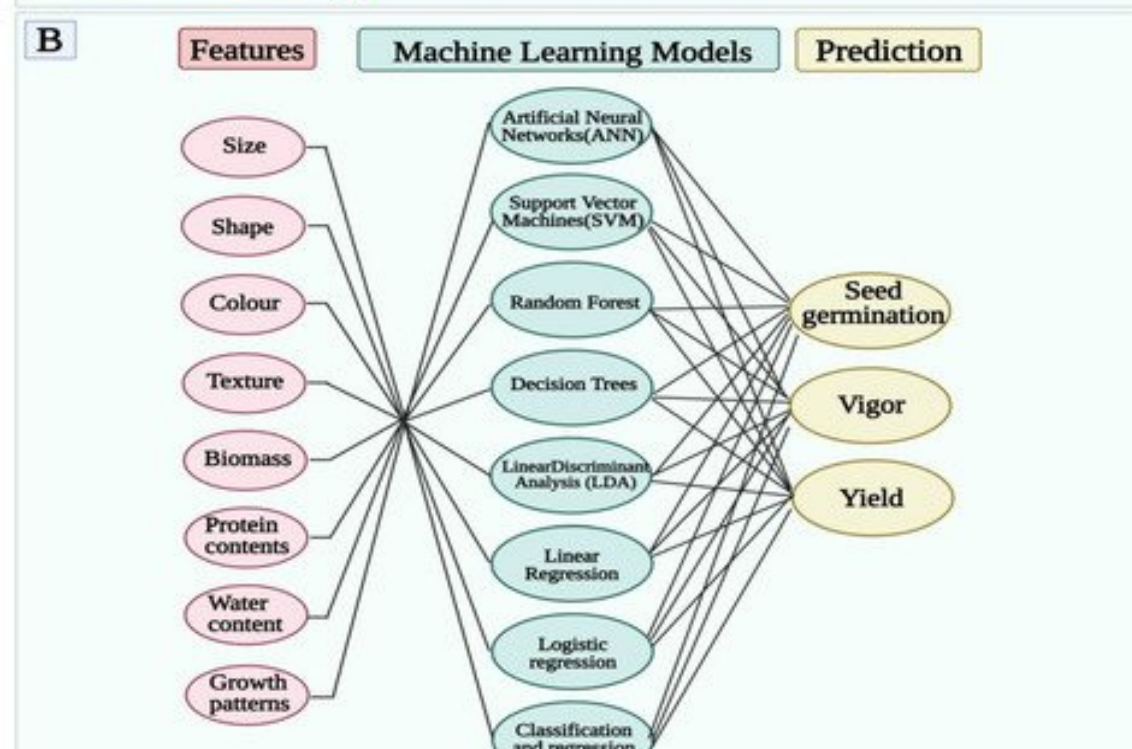 B
Features
Machine Learning Models
Prediction
Size
Shape
Colour
Texture
Biomass
Protein
contents
Water
content
Growth
patterns
Artificial Neural
Networks(ANN)
Support Vector
Machines(SVM)
Random Forest
Decision Trees
LinearDiscriminant
Analysis (LDA)
Linear
Regression
Logistic
regression
Classification
and regression
Seed
germination
Vigor
Yield